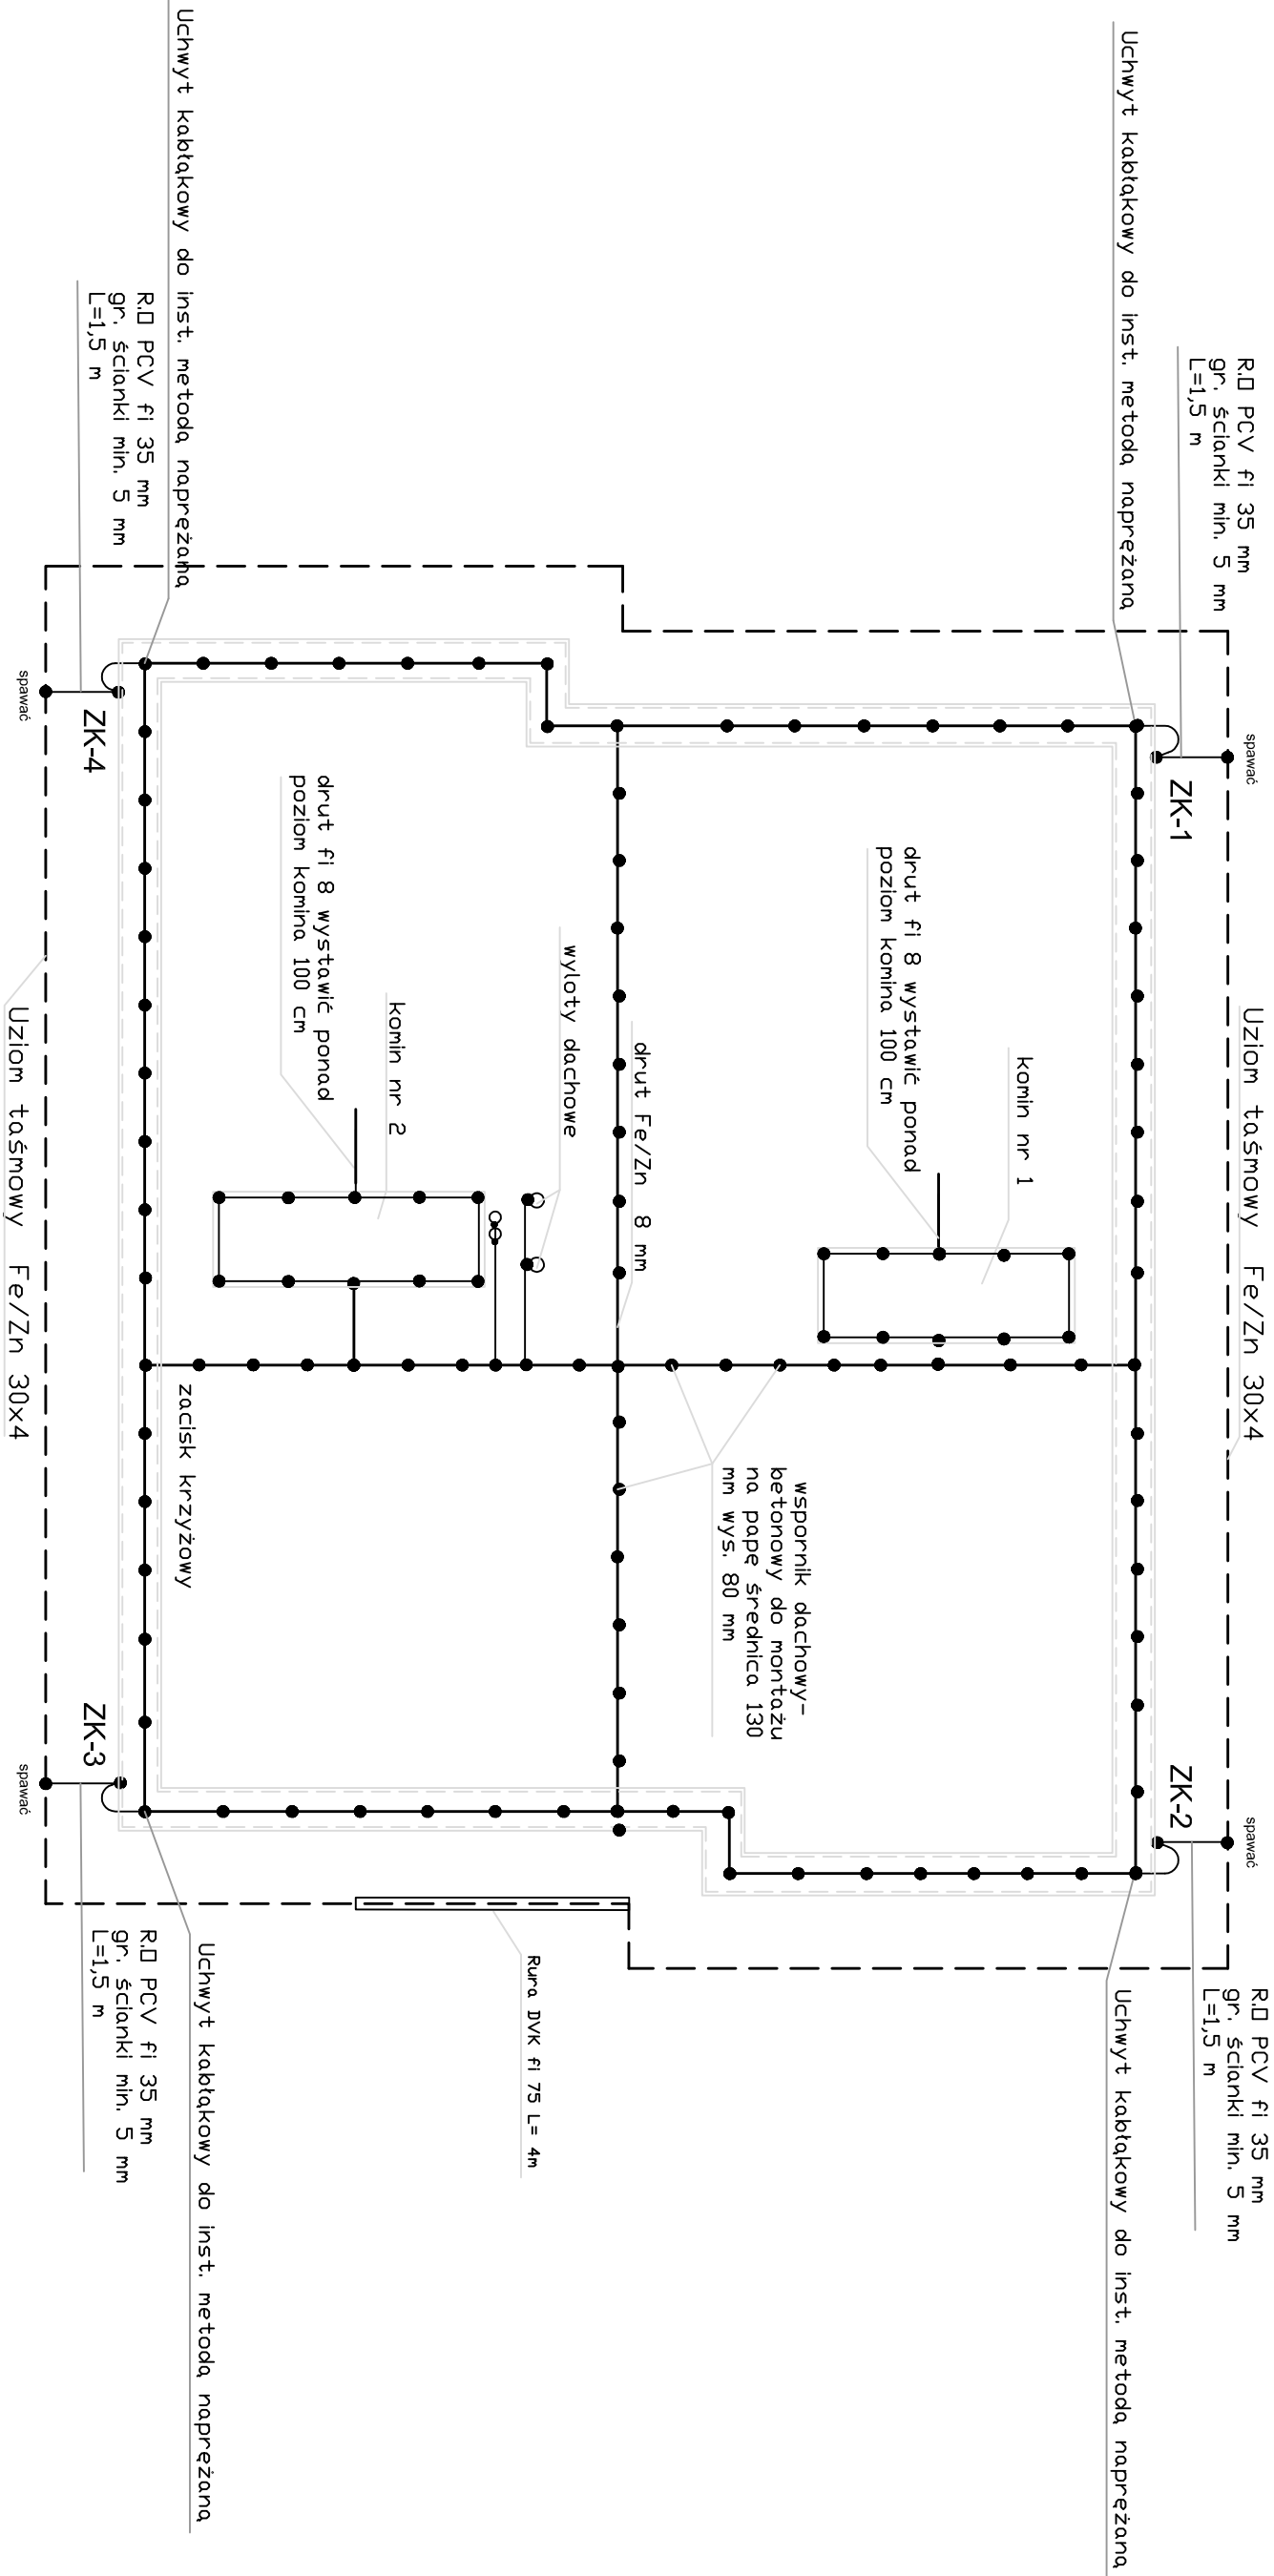 R.□ PCV fi 35 mm
gr. ścianki min. 5 mm
L=1,5 m
Uziom taśmowy Fe/Zn 30x4
R.□ PCV fi 35 mm
gr. ścianki min. 5 mm
L=1,5 m
spawać
spawać
ZK-1
ZK-2
Uchwyt kabłąkowy do inst. metodą naprężaną
Uchwyt kabłąkowy do inst. metodą naprężaną
komin nr 1
drut fi 8 wystawić ponad
poziom komina 100 cm
wspornik dachowy-
betonowy do montażu
na papę średnica 130
mm wys. 80 mm
drut Fe/Zn 8 mm
wyloty dachowe
Rura DVK fi 75 L= 4m
komin nr 2
drut fi 8 wystawić ponad
poziom komina 100 cm
zacisk krzyżowy
Uchwyt kabłąkowy do inst. metodą naprężaną
Uchwyt kabłąkowy do inst. metodą naprężaną
R.□ PCV fi 35 mm
gr. ścianki min. 5 mm
L=1,5 m
ZK-4
ZK-3
R.□ PCV fi 35 mm
gr. ścianki min. 5 mm
L=1,5 m
spawać
spawać
Uziom taśmowy Fe/Zn 30x4